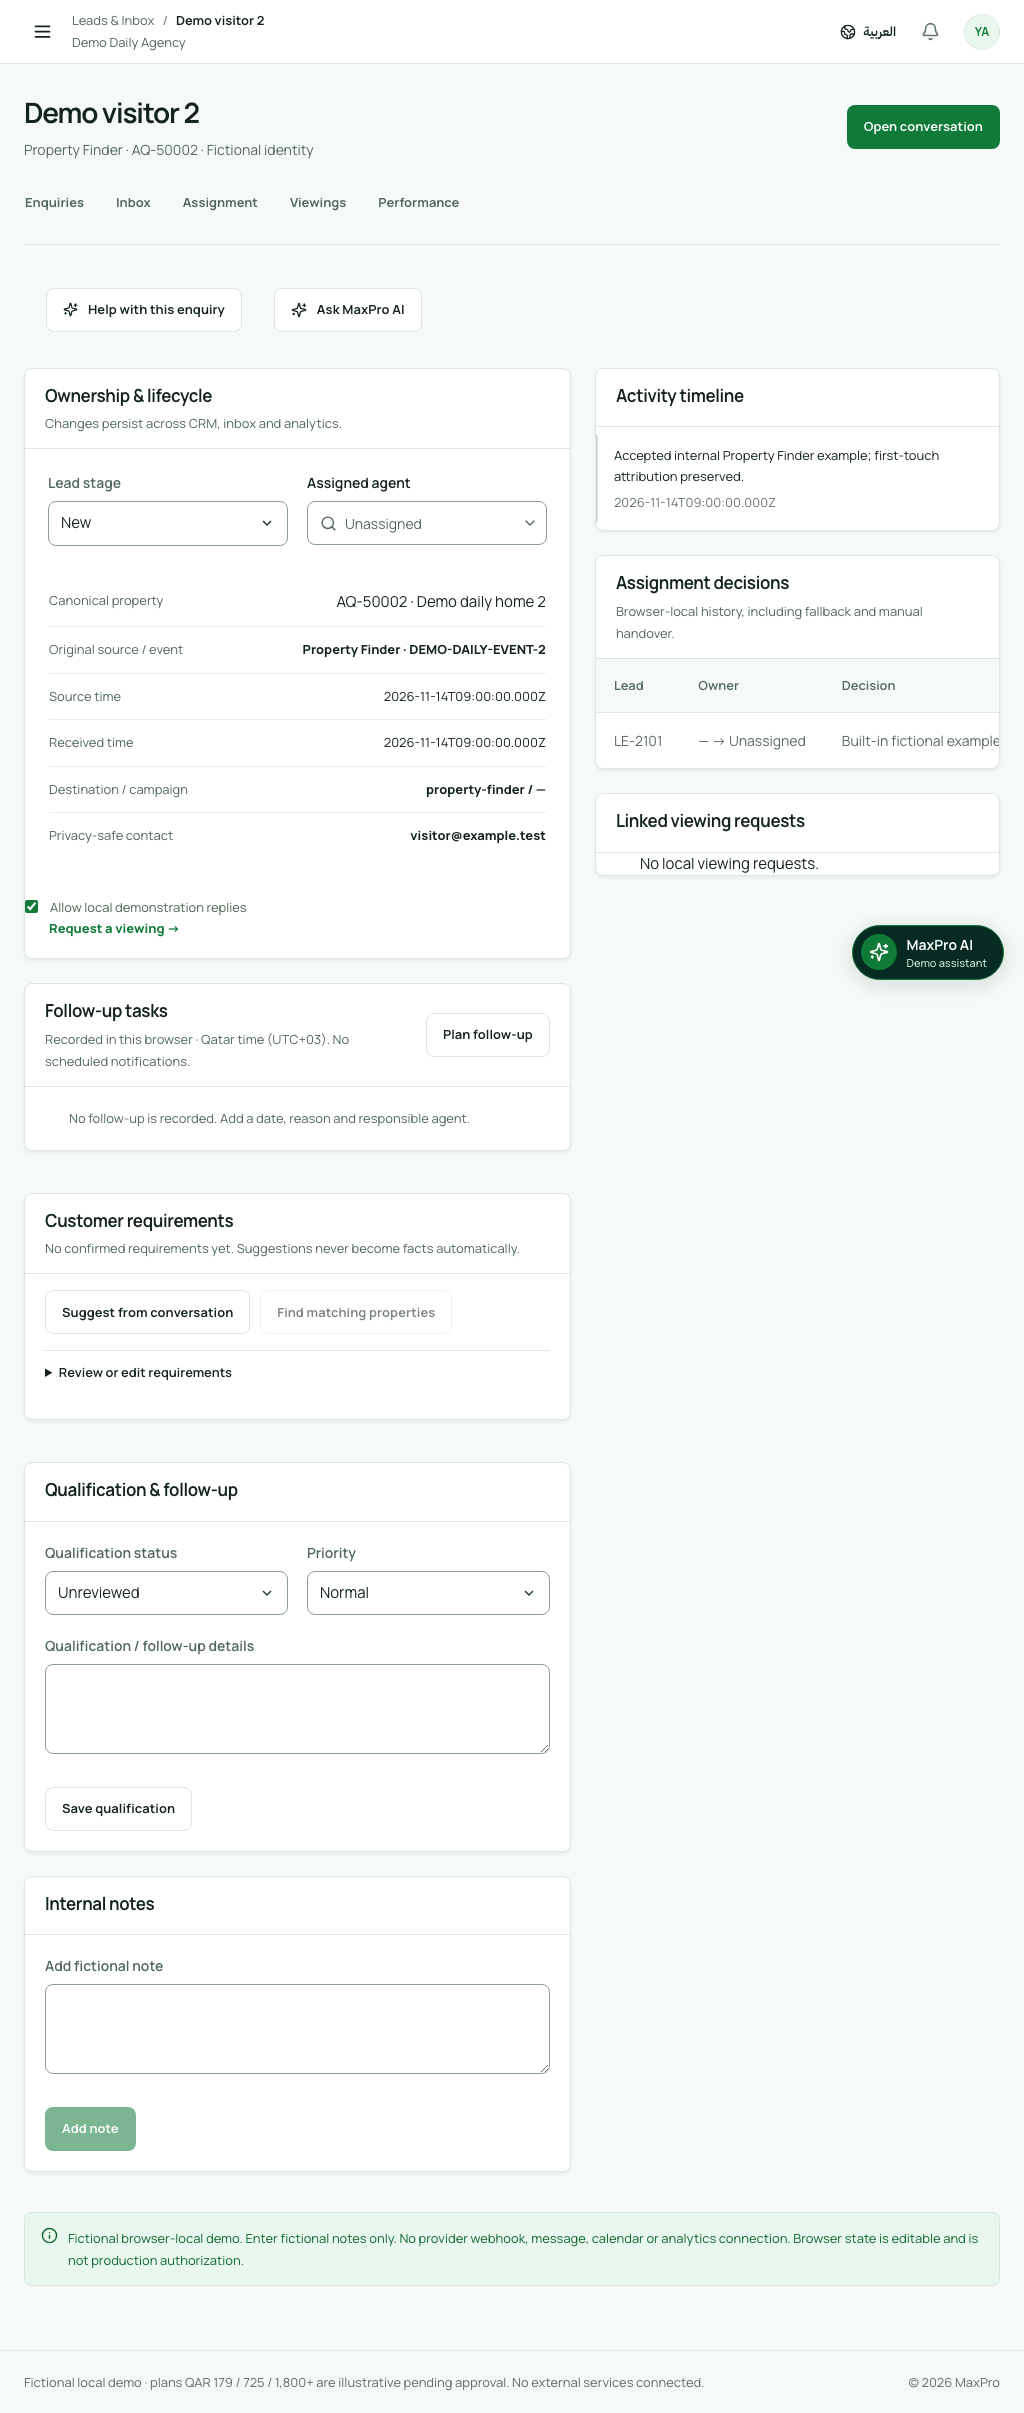 Leads & Inbox / Demo visitor 2
Demo Daily Agency
العربية
YA
Demo visitor 2
Property Finder · AQ-50002 · Fictional identity
Open conversation
Enquiries
Inbox
Assignment
Viewings
Performance
Help with this enquiry
Ask MaxPro AI
Ownership & lifecycle
Changes persist across CRM, inbox and analytics.
Lead stage
Assigned agent
New
Unassigned
Canonical property
AQ-50002 · Demo daily home 2
Original source / event
Property Finder · DEMO-DAILY-EVENT-2
Source time
2026-11-14T09:00:00.000Z
Received time
2026-11-14T09:00:00.000Z
Destination / campaign
property-finder / —
Privacy-safe contact
visitor@example.test
Allow local demonstration replies
Request a viewing →
Follow-up tasks
Recorded in this browser · Qatar time (UTC+03). No
scheduled notifications.
Plan follow-up
No follow-up is recorded. Add a date, reason and responsible agent.
Customer requirements
No confirmed requirements yet. Suggestions never become facts automatically.
Suggest from conversation
Find matching properties
Review or edit requirements
Qualification & follow-up
Qualification status
Priority
Unreviewed
Normal
Qualification / follow-up details
Save qualification
Internal notes
Add fictional note
Add note
Activity timeline
Accepted internal Property Finder example; first-touch
attribution preserved.
2026-11-14T09:00:00.000Z
Assignment decisions
Browser-local history, including fallback and manual
handover.
Lead
Owner
Decision
LE-2101
— → Unassigned
Built-in fictional example
Linked viewing requests
No local viewing requests.
MaxPro AI
Demo assistant
Fictional browser-local demo. Enter fictional notes only. No provider webhook, message, calendar or analytics connection. Browser state is editable and is
not production authorization.
Fictional local demo · plans QAR 179 / 725 / 1,800+ are illustrative pending approval. No external services connected.
© 2026 MaxPro